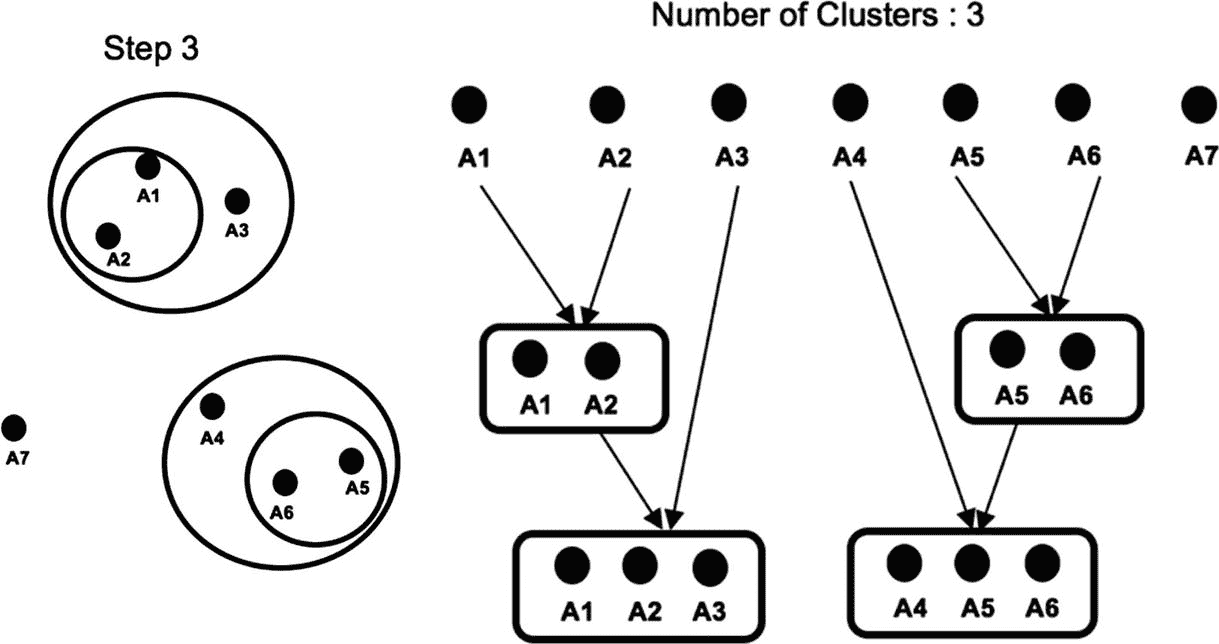 Step 3
A1
A2
A3
A4
A5
A6
A7
Number of Clusters : 3
A1 A2 A3 A4 A5 A6 A7
A1 A2
A5 A6
A1 A2 A3
A4 A5 A6